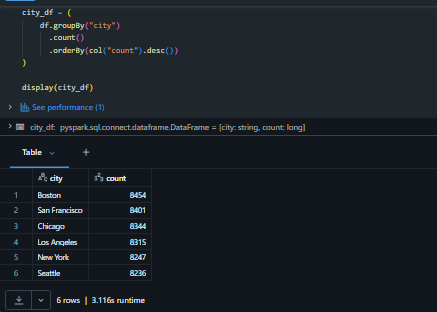 city_df = (
df.groupBy("city")
.count()
.orderBy(col("count").desc())
)
display(city_df)
See performance (1)
city_df: pyspark.sql.connect.dataframe.DataFrame = [city: string, count: long]
Table +
city count
1 Boston 8454
2 San Francisco 8401
3 Chicago 8344
4 Los Angeles 8315
5 New York 8247
6 Seattle 8236
6 rows | 3.116s runtime